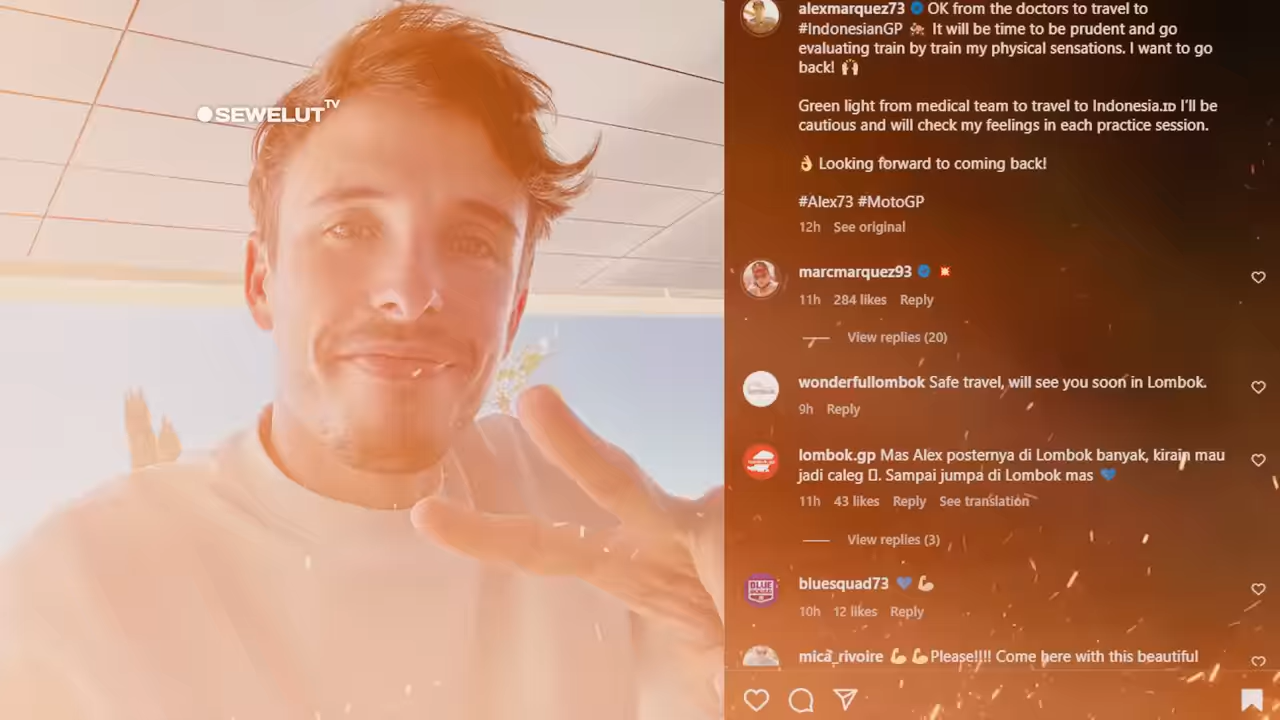 SEWELUT TV
alexmarquez73 OK from the doctors to travel to
#IndonesianGP 🏍 It will be time to be prudent and go
evaluating train by train my physical sensations. I want to go
back! 🙌
Green light from medical team to travel to Indonesia.🆔 I'll be
cautious and will check my feelings in each practice session.
👌 Looking forward to coming back!
#Alex73 #MotoGP
12h See original
marcmarquez93 💥
11h 284 likes Reply
View replies (20)
wonderfullombok Safe travel, will see you soon in Lombok.
9h Reply
lombok.gp Mas Alex posternya di Lombok banyak, kirain mau
jadi caleg. Sampai jumpa di Lombok mas 💙
11h 43 likes Reply See translation
View replies (3)
BLUE
bluesquad73 💙 💪
10h 12 likes Reply
mica_rivoire 💪💪Please!!!! Come here with this beautiful